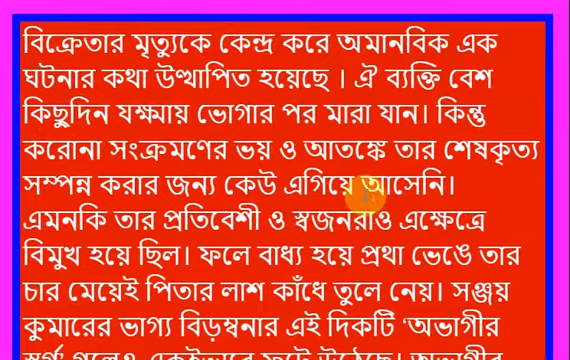 বিক্রেতার মৃত্যুকে কেন্দ্র করে অমানবিক এক
ঘটনার কথা উত্থাপিত হয়েছে । ঐ ব্যক্তি বেশ
কিছুদিন যক্ষ্মায় ভোগার পর মারা যান। কিন্তু
করোনা সংক্রমণের ভয় ও আতঙ্কে তার শেষকৃত্য
সম্পন্ন করার জন্য কেউ এগিয়ে আসেনি।
এমনকি তার প্রতিবেশী ও স্বজনরাও এক্ষেত্রে
বিমুখ হয়ে ছিল। ফলে বাধ্য হয়ে প্রথা ভেঙে তার
চার মেয়েই পিতার লাশ কাঁধে তুলে নেয়। সঞ্জয়
কুমারের ভাগ্য বিড়ম্বনার এই দিকটি ‘অভাগীর